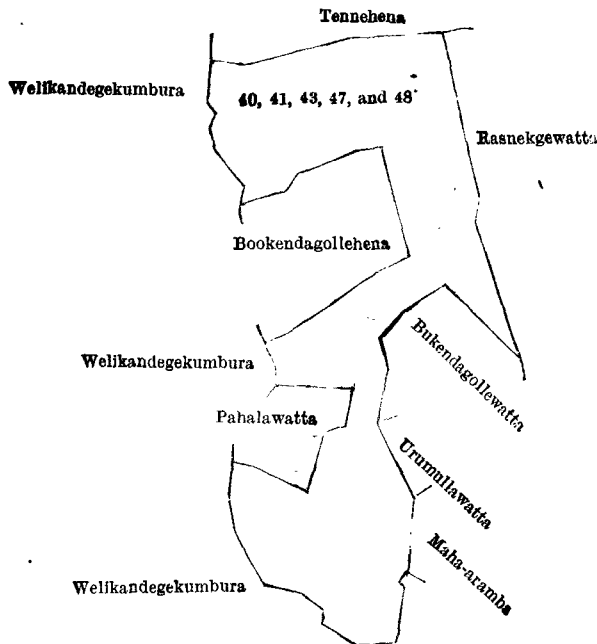 Tennehena
Welikandegekumbura
40, 41, 43, 47, and 48
Rasnekgewatta
Bookendagollehena
Welikandegekumbura
Bukendagollewatta
Pahalawatta
Urumullawatta
Maha-aramba
Welikandegekumbura